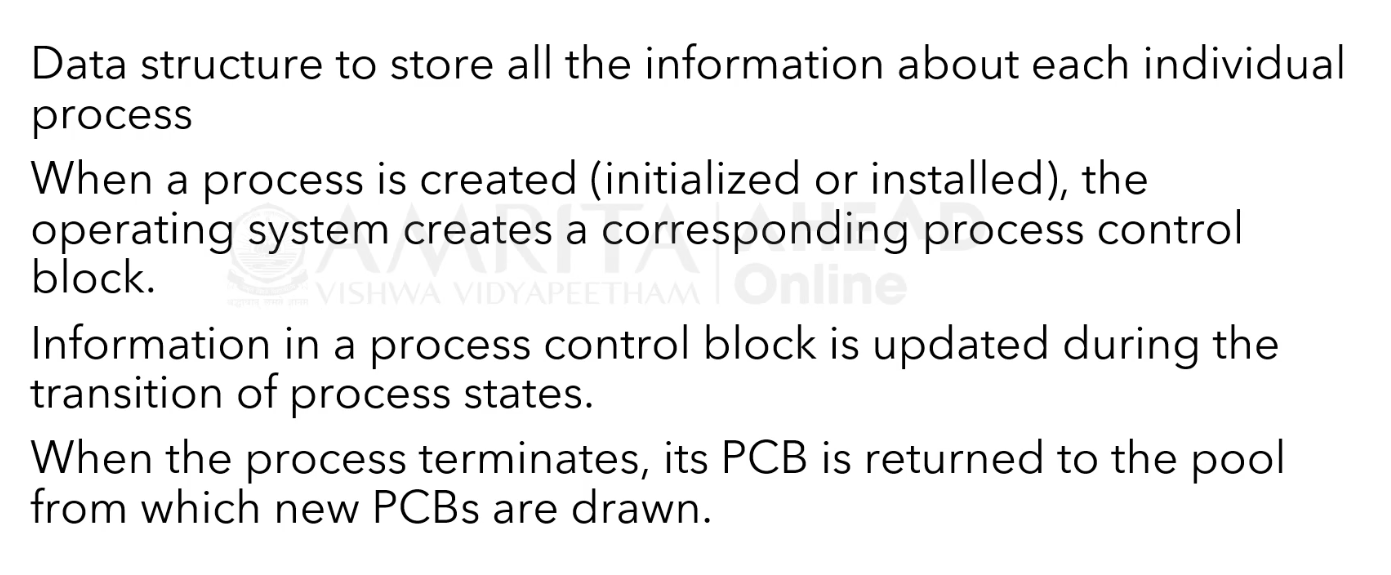 Data structure to store all the information about each individual
process
When a process is created (initialized or installed), the
operating system creates a corresponding process control
block.
AMRITA AHEAD
VISHWA VIDYAPEETHAM Online
Information in a process control block is updated during the
transition of process states.
When the process terminates, its PCB is returned to the pool
from which new PCBs are drawn.